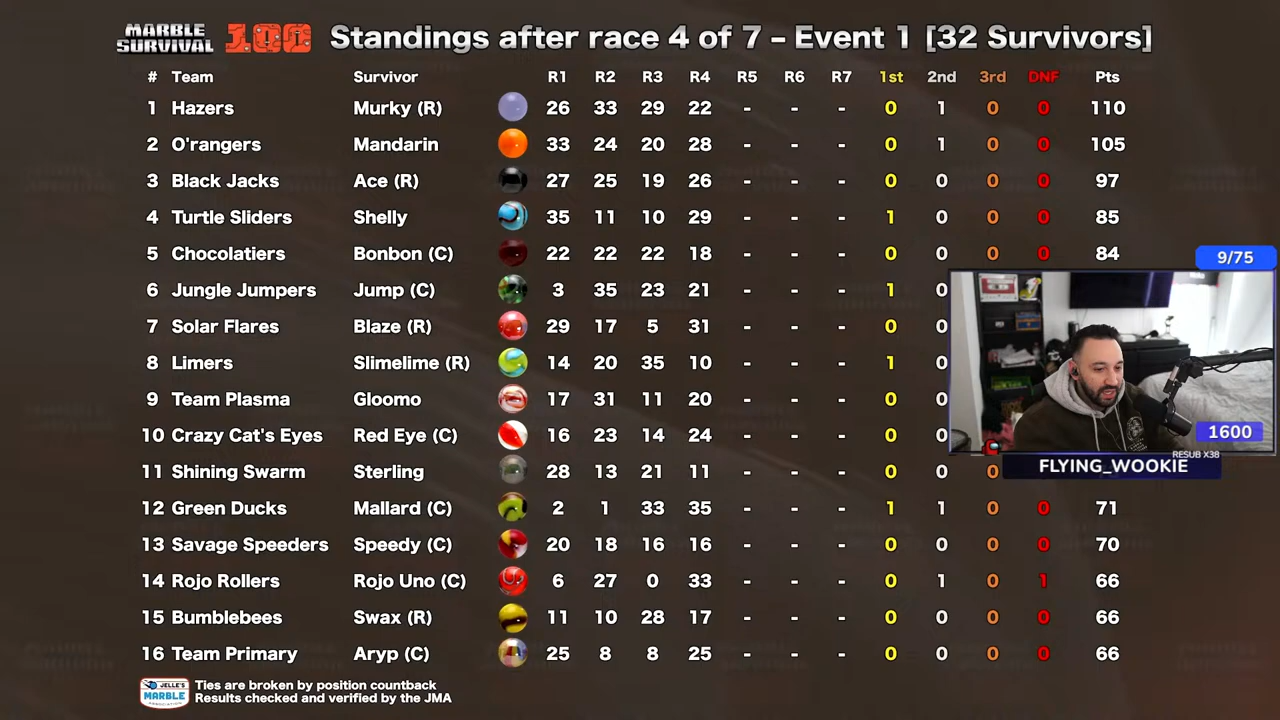 MARBLE SURVIVAL 100 Standings after race 4 of 7 – Event 1 [32 Survivors]
# Team Survivor R1 R2 R3 R4 R5 R6 R7 1st 2nd 3rd DNF Pts
1 Hazers Murky (R) 26 33 29 22 - - - 0 1 0 0 110
2 O'rangers Mandarin 33 24 20 28 - - - 0 1 0 0 105
3 Black Jacks Ace (R) 27 25 19 26 - - - 0 0 0 0 97
4 Turtle Sliders Shelly 35 11 10 29 - - - 1 0 0 0 85
5 Chocolatiers Bonbon (C) 22 22 22 18 - - - 0 0 0 0 84
9/75
6 Jungle Jumpers Jump (C) 3 35 23 21 - - - 1 0
7 Solar Flares Blaze (R) 29 17 5 31 - - - 0 0
8 Limers Slimelime (R) 14 20 35 10 - - - 1 0
9 Team Plasma Gloomo 17 31 11 20 - - - 0 0
10 Crazy Cat's Eyes Red Eye (C) 16 23 14 24 - - - 0 0
1600
RESUB X38
FLYING_WOOKIE
11 Shining Swarm Sterling 28 13 21 11 - - - 0 0 0
12 Green Ducks Mallard (C) 2 1 33 35 - - - 1 1 0 0 71
13 Savage Speeders Speedy (C) 20 18 16 16 - - - 0 0 0 0 70
14 Rojo Rollers Rojo Uno (C) 6 27 0 33 - - - 0 1 0 1 66
15 Bumblebees Swax (R) 11 10 28 17 - - - 0 0 0 0 66
16 Team Primary Aryp (C) 25 8 8 25 - - - 0 0 0 0 66
JELLE'S MARBLE ASSOCIATION
Ties are broken by position countback
Results checked and verified by the JMA